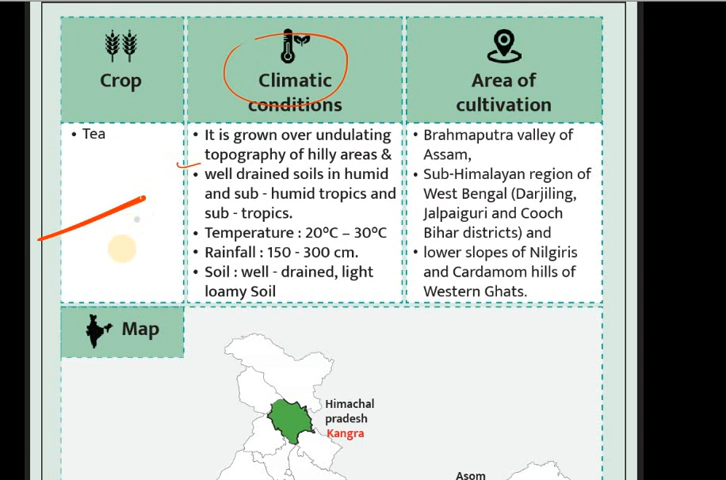 Crop
Climatic
conditions
Area of
cultivation
• Tea
• It is grown over undulating
topography of hilly areas &
• well drained soils in humid
and sub - humid tropics and
sub - tropics.
• Temperature : 20°C – 30°C
• Rainfall : 150 - 300 cm.
• Soil : well - drained, light
loamy Soil
• Brahmaputra valley of
Assam,
• Sub-Himalayan region of
West Bengal (Darjiling,
Jalpaiguri and Cooch
Bihar districts) and
• lower slopes of Nilgiris
and Cardamom hills of
Western Ghats.
Map
Himachal
pradesh
Kangra
Asom